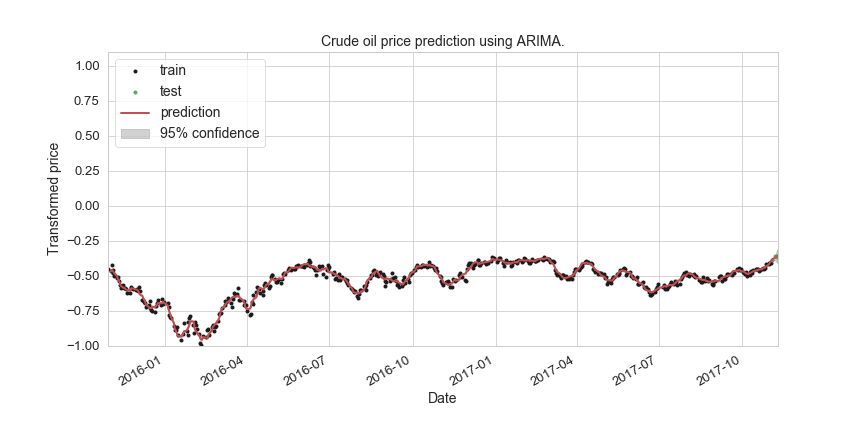 Crude oil price prediction using ARIMA.
train
test
prediction
95% confidence
Transformed price
1.00
0.75
0.50
0.25
0.00
−0.25
−0.50
−0.75
−1.00
2016-01
2016-04
2016-07
2016-10
2017-01
2017-04
2017-07
2017-10
Date